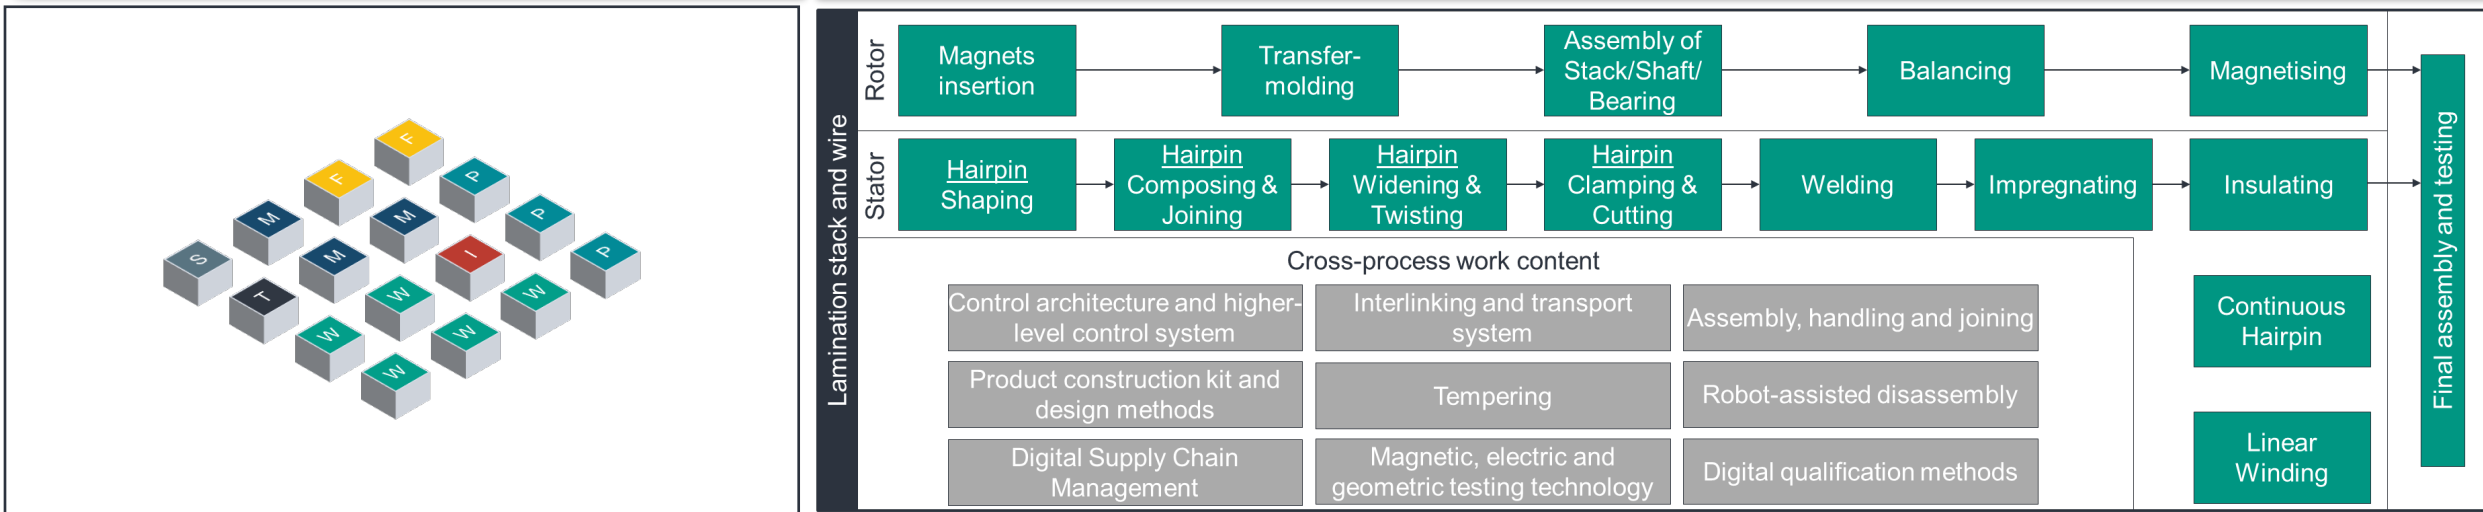 F
F
P
M
M
P
S
M
I
P
T
W
W
W
W
W
Lamination stack and wire
Rotor
Magnets
insertion
Transfer-
molding
Assembly of
Stack/Shaft/
Bearing
Balancing
Magnetising
Stator
Hairpin
Shaping
Hairpin
Composing &
Joining
Hairpin
Widening &
Twisting
Hairpin
Clamping &
Cutting
Welding
Impregnating
Insulating
Cross-process work content
Control architecture and higher-
level control system
Interlinking and transport
system
Assembly, handling and joining
Product construction kit and
design methods
Tempering
Robot-assisted disassembly
Digital Supply Chain
Management
Magnetic, electric and
geometric testing technology
Digital qualification methods
Continuous
Hairpin
Linear
Winding
Final assembly and testing